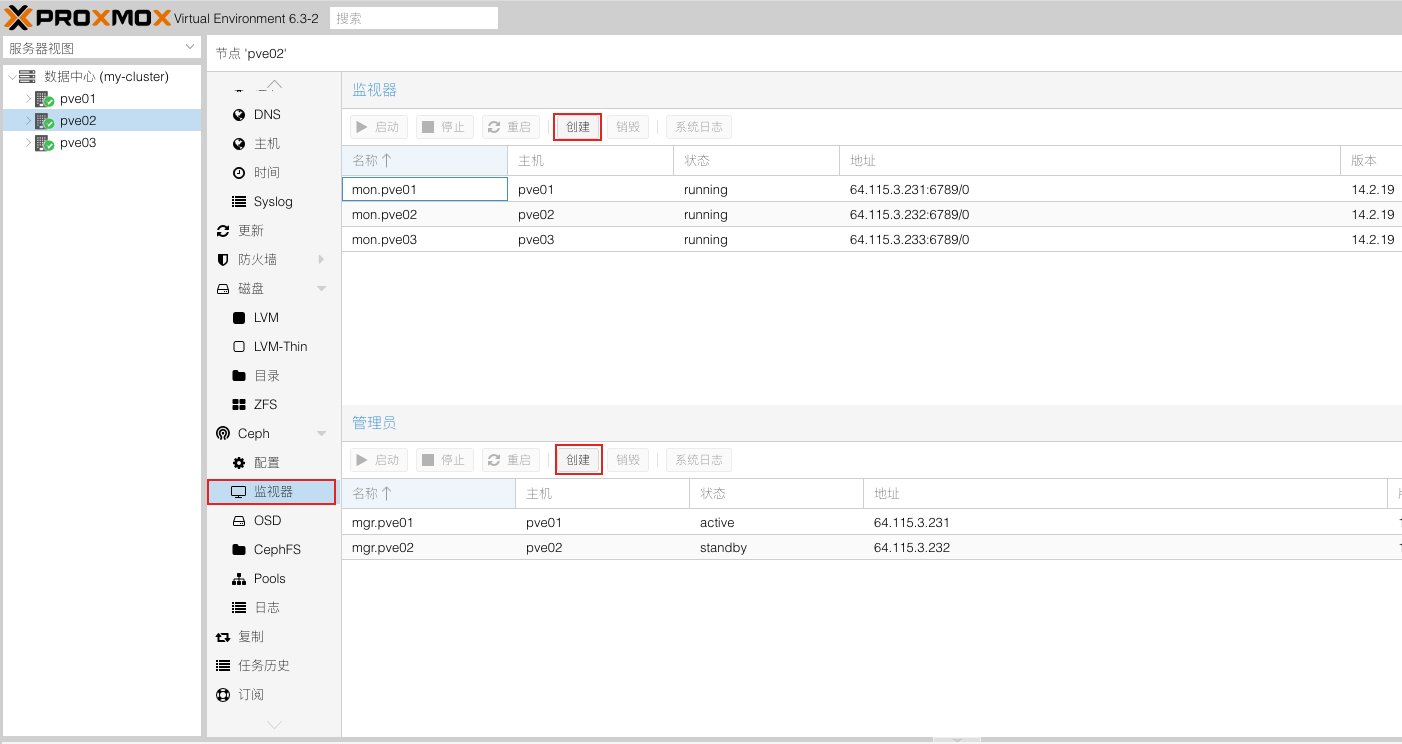 PROXMOX Virtual Environment 6.3-2 搜索
服务器视图
节点 'pve02'
数据中心 (my-cluster)
pve01
pve02
pve03
DNS
主机
时间
Syslog
更新
防火墙
磁盘
LVM
LVM-Thin
目录
ZFS
Ceph
配置
监视器
OSD
CephFS
Pools
日志
复制
任务历史
订阅
监视器
启动 停止 重启 创建 销毁 系统日志
名称 主机 状态 地址 版本
mon.pve01 pve01 running 64.115.3.231:6789/0 14.2.19
mon.pve02 pve02 running 64.115.3.232:6789/0 14.2.19
mon.pve03 pve03 running 64.115.3.233:6789/0 14.2.19
管理员
启动 停止 重启 创建 销毁 系统日志
名称 主机 状态 地址
mgr.pve01 pve01 active 64.115.3.231
mgr.pve02 pve02 standby 64.115.3.232